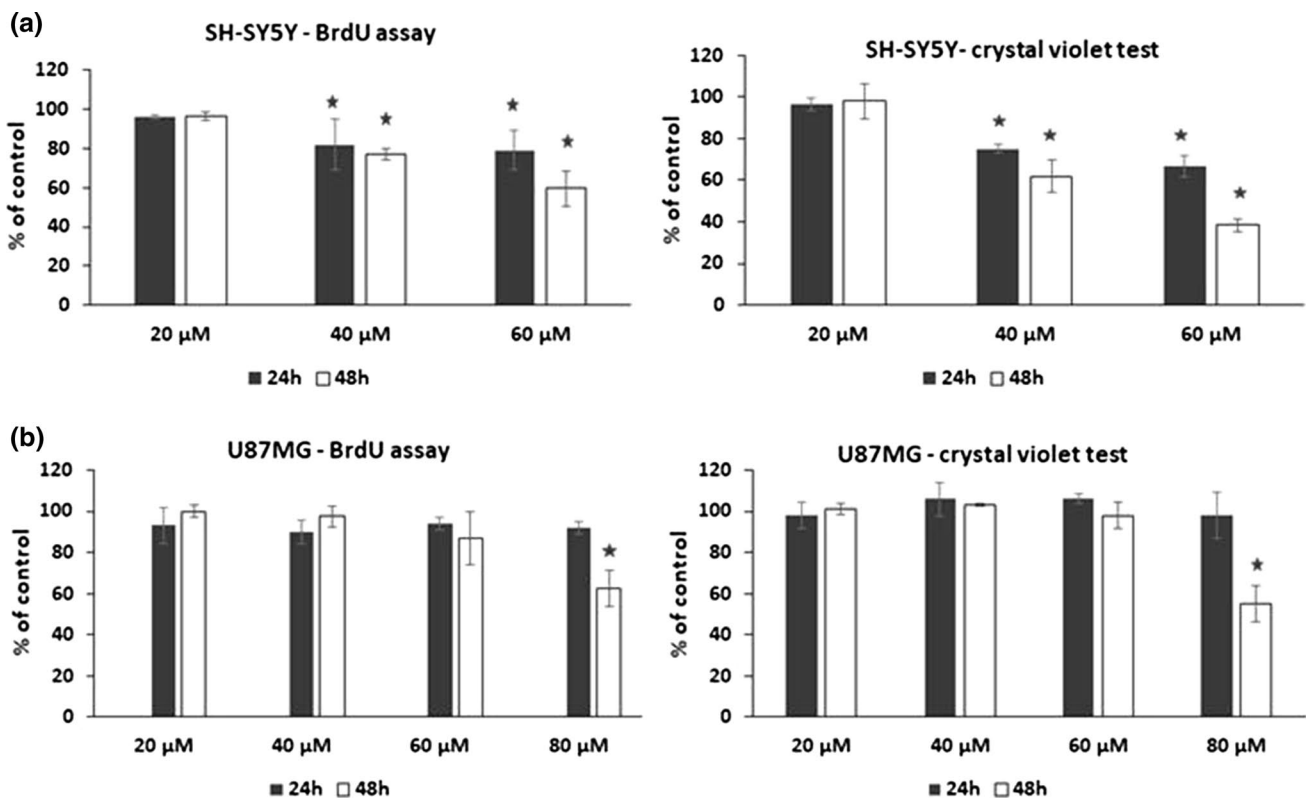 (a)
SH-SY5Y - BrdU assay
% of control
120
100
80
60
40
20
0
20 µM 40 µM 60 µM
24h 48h
SH-SY5Y- crystal violet test
% of control
120
100
80
60
40
20
0
20 µM 40 µM 60 µM
24h 48h
(b)
U87MG - BrdU assay
% of control
120
100
80
60
40
20
0
20 µM 40 µM 60 µM 80 µM
24h 48h
U87MG - crystal violet test
% of control
120
100
80
60
40
20
0
20 µM 40 µM 60 µM 80 µM
24h 48h